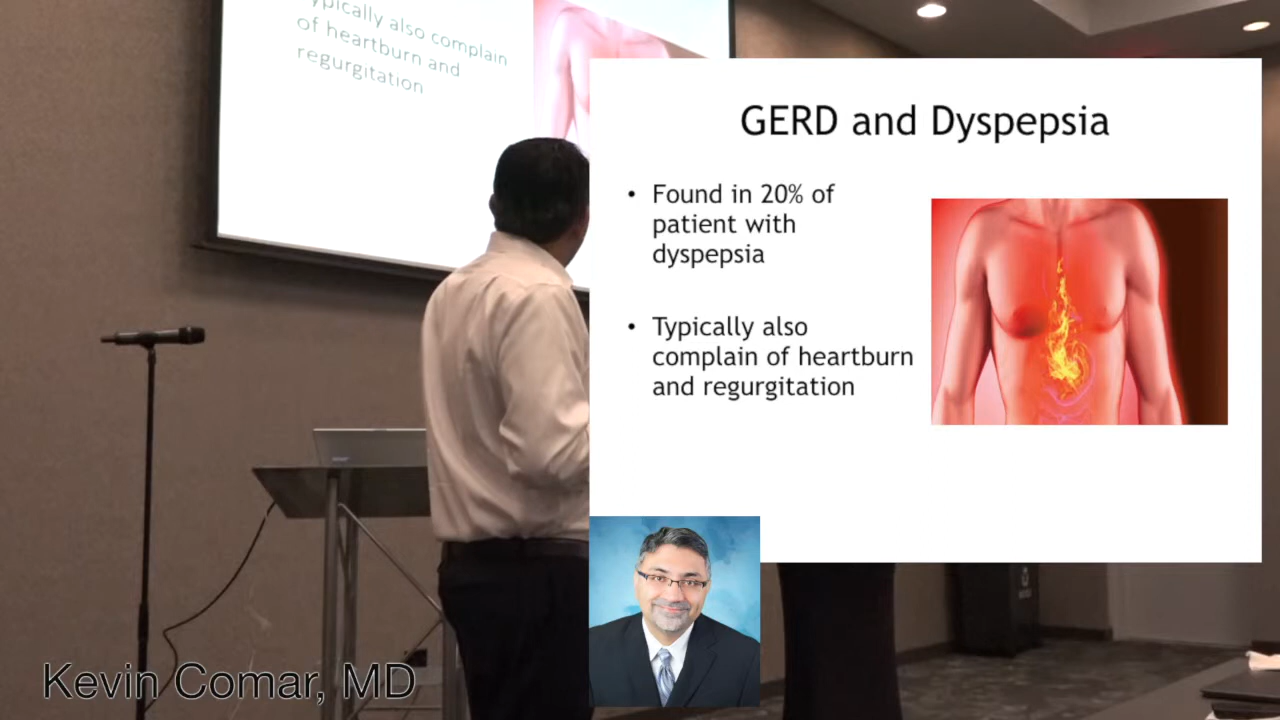 typically also complain
of heartburn and
regurgitation
GERD and Dyspepsia
• Found in 20% of
patient with
dyspepsia
• Typically also
complain of heartburn
and regurgitation
Kevin Comar, MD